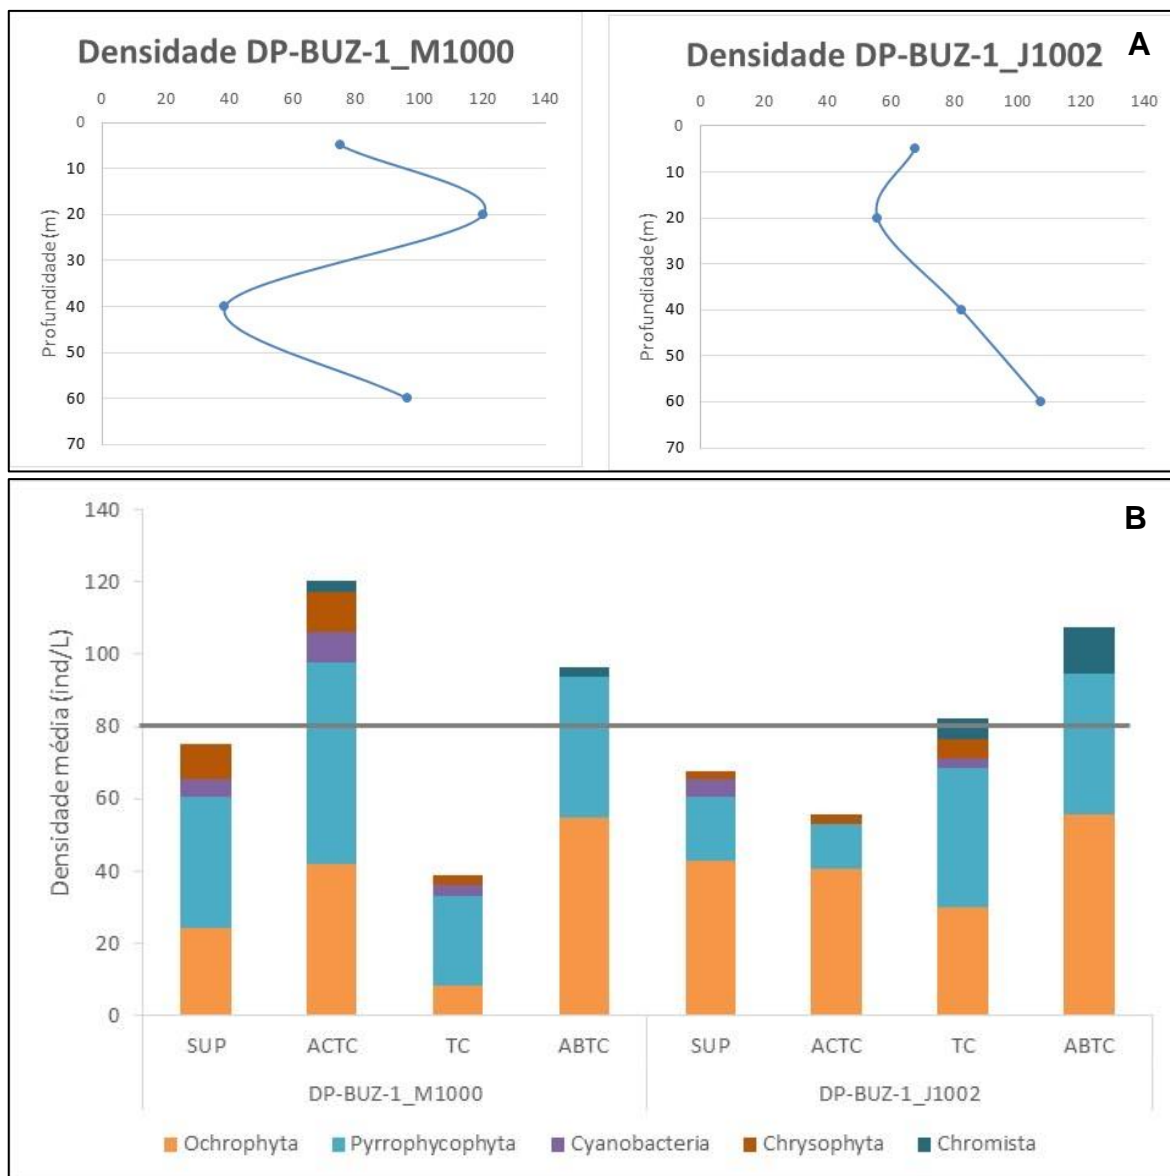 Densidade DP-BUZ-1_M1000
0 20 40 60 80 100 120 140
0
10
20
30
40
50
60
70
Profundidade (m)
A
Densidade DP-BUZ-1_J1002
0 20 40 60 80 100 120 140
0
10
20
30
40
50
60
70
Profundidade (m)
B
140
120
100
80
60
40
20
0
Densidade média (ind/L)
SUP ACTC TC ABTC SUP ACTC TC ABTC
DP-BUZ-1_M1000 DP-BUZ-1_J1002
Ochrophyta Pyrrophycophyta Cyanobacteria Chrysophyta Chromista